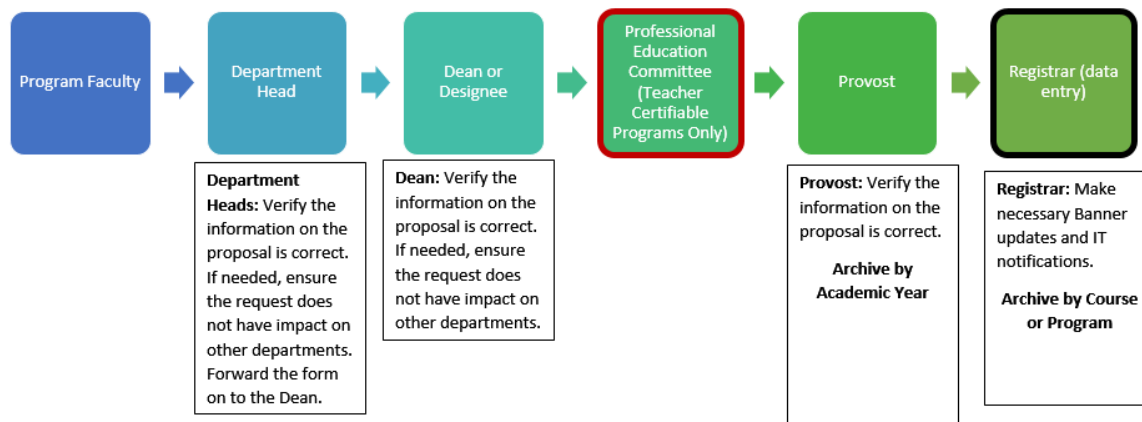 Program Faculty
Department
Head
Dean or
Designee
Professional
Education
Committee
(Teacher
Certifiable
Programs Only)
Provost
Registrar (data
entry)
Department
Heads: Verify the
information on the
proposal is correct.
If needed, ensure
the request does
not have impact on
other departments.
Forward the form
on to the Dean.
Dean: Verify the
information on the
proposal is correct.
If needed, ensure
the request does
not have impact on
other departments.
Provost: Verify the
information on the
proposal is correct.
Archive by
Academic Year
Registrar: Make
necessary Banner
updates and IT
notifications.
Archive by Course
or Program